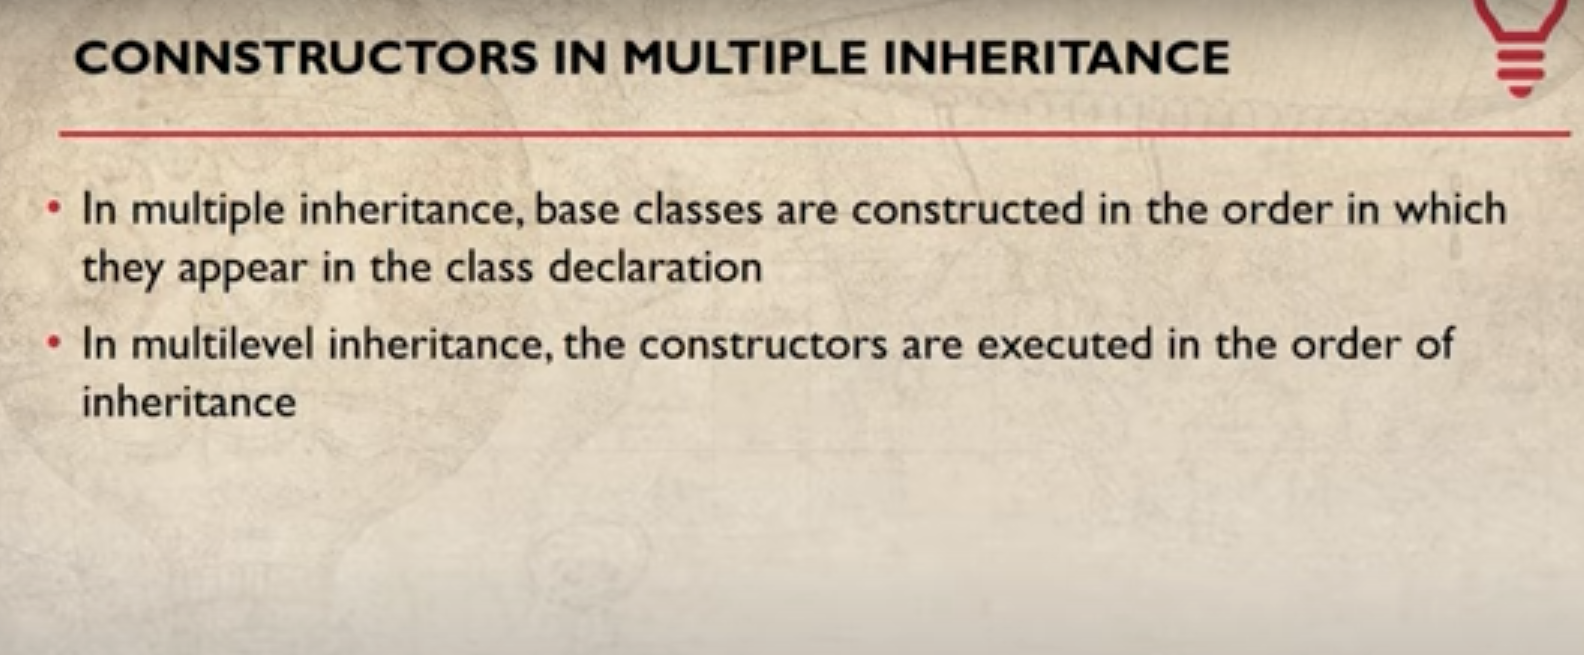 CONNSTRUCTORS IN MULTIPLE INHERITANCE
• In multiple inheritance, base classes are constructed in the order in which
they appear in the class declaration
• In multilevel inheritance, the constructors are executed in the order of
inheritance